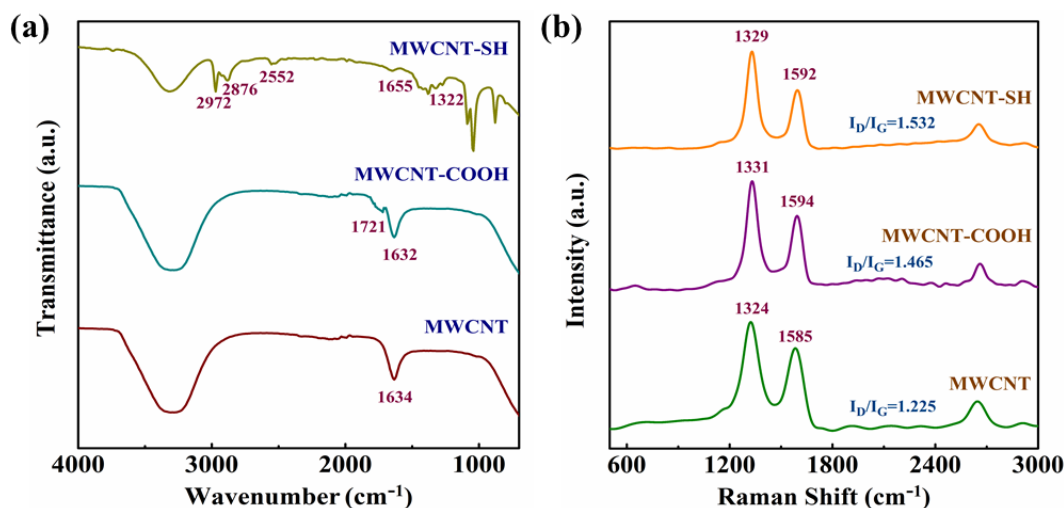 (a)
MWCNT-SH
2972
2876
2552
1655
1322
MWCNT-COOH
1721
1632
MWCNT
1634
Transmittance (a.u.)
4000 3000 2000 1000
Wavenumber (cm⁻¹)
(b)
1329
1592
MWCNT-SH
I_D/I_G=1.532
1331
1594
MWCNT-COOH
I_D/I_G=1.465
1324
1585
MWCNT
I_D/I_G=1.225
Intensity (a.u.)
600 1200 1800 2400 3000
Raman Shift (cm⁻¹)